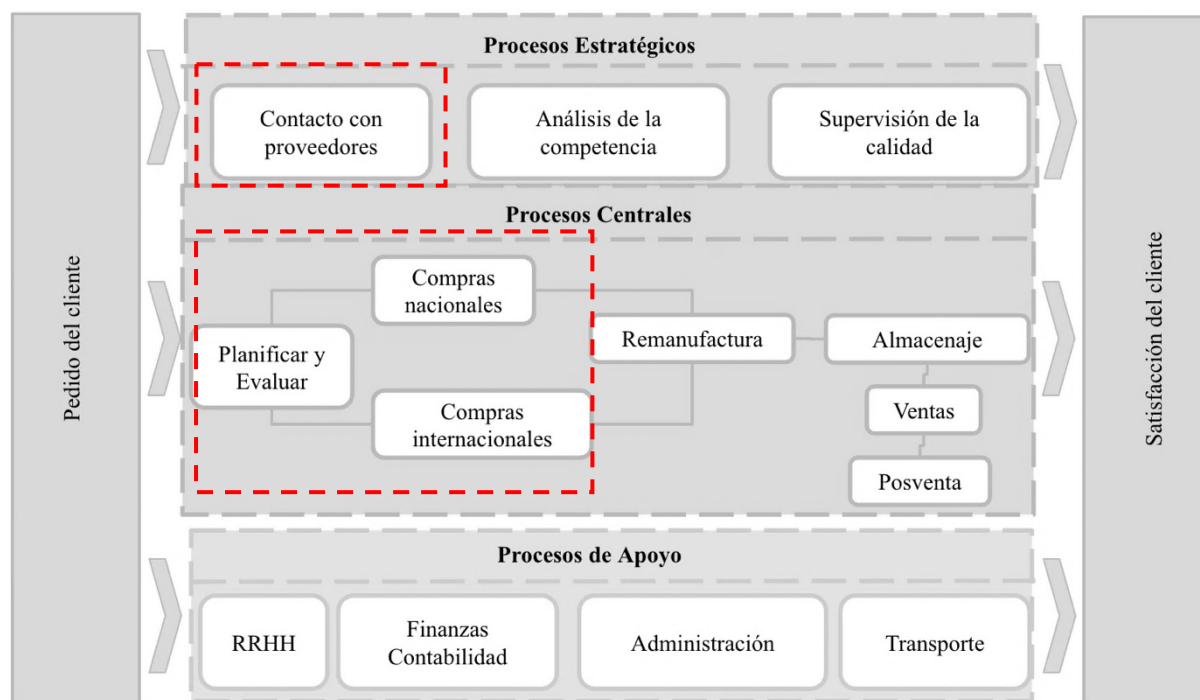 Pedido del cliente
Procesos Estratégicos
Contacto con
proveedores
Análisis de la
competencia
Supervisión de la
calidad
Procesos Centrales
Planificar y
Evaluar
Compras
nacionales
Compras
internacionales
Remanufactura
Almacenaje
Ventas
Posventa
Procesos de Apoyo
RRHH
Finanzas
Contabilidad
Administración
Transporte
Satisfacción del cliente